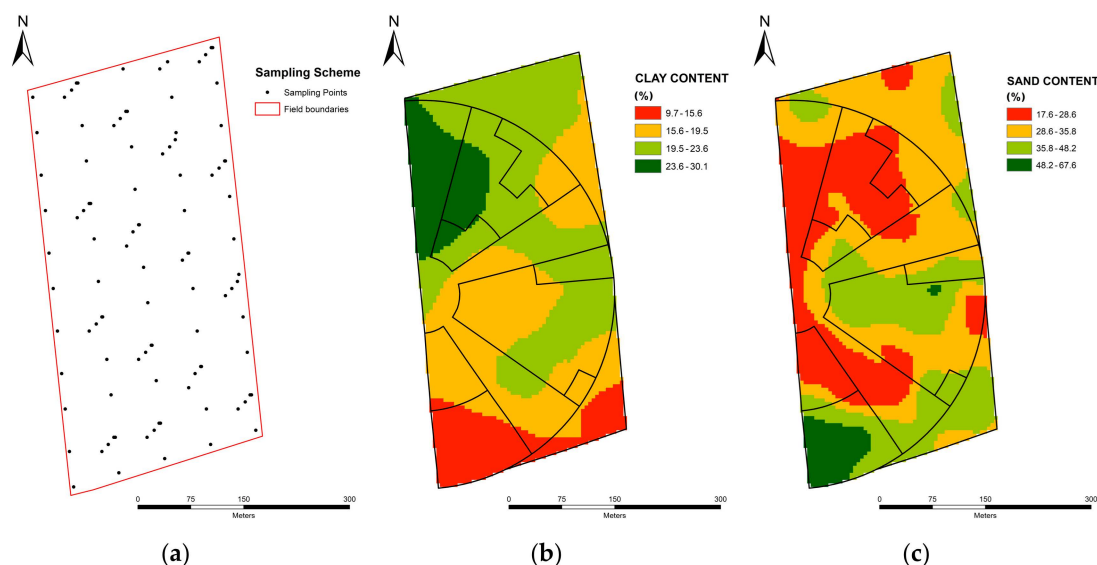 N
Sampling Scheme
Sampling Points
Field boundaries
0 75 150 300
Meters
(a)
N
CLAY CONTENT
(%)
9.7 - 15.6
15.6 - 19.5
19.5 - 23.6
23.6 - 30.1
0 75 150 300
Meters
(b)
N
SAND CONTENT
(%)
17.6 - 28.6
28.6 - 35.8
35.8 - 48.2
48.2 - 67.6
0 75 150 300
Meters
(c)